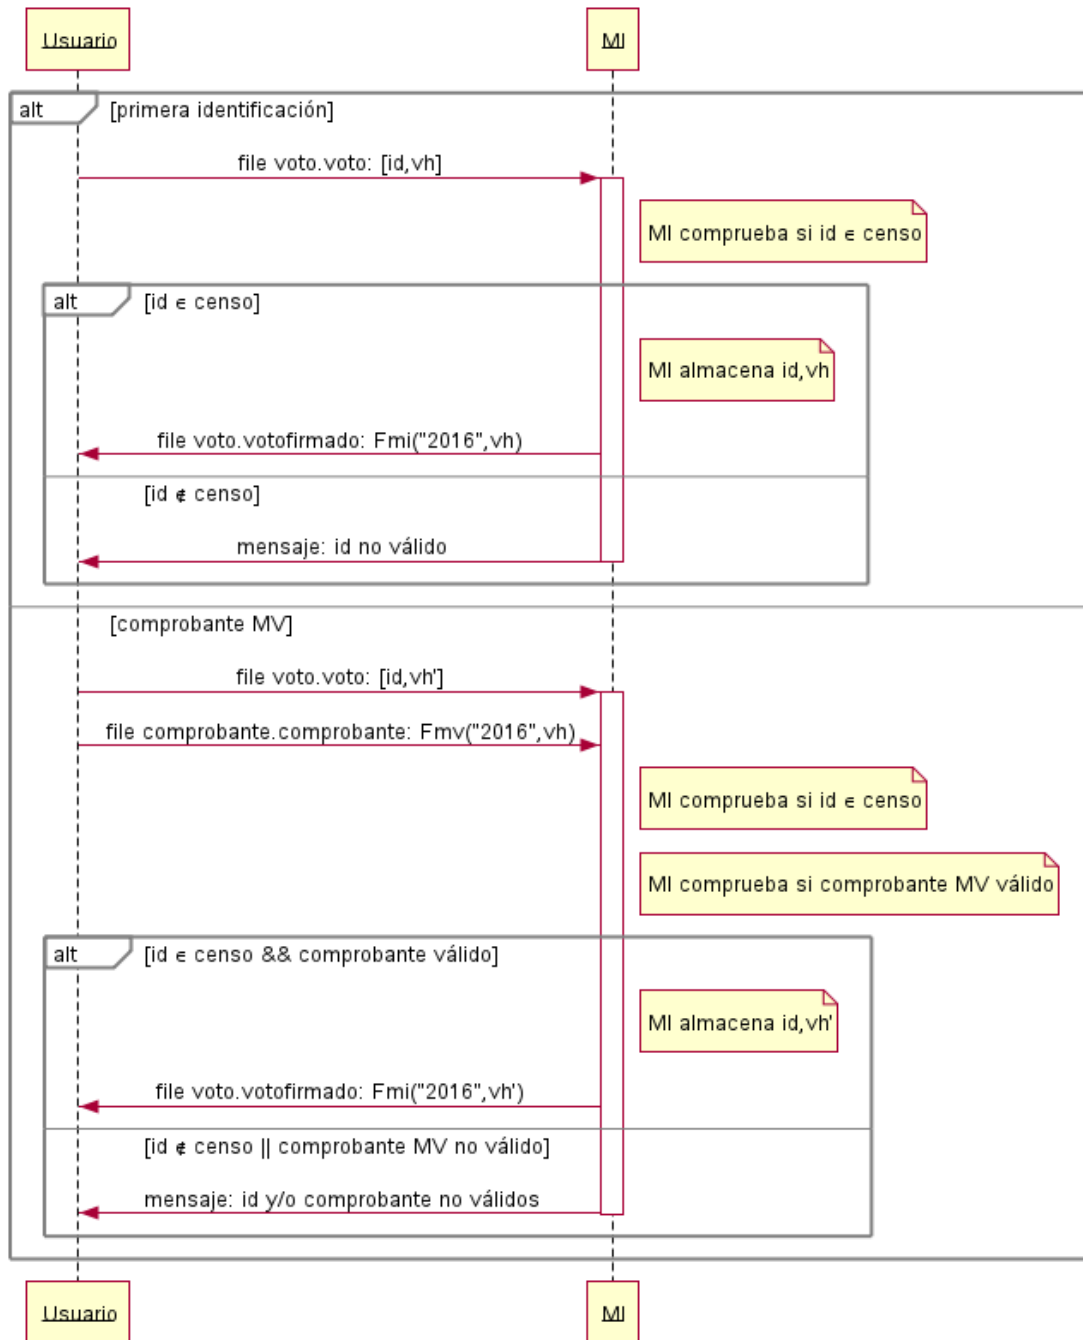 Usuario
MI
alt
[primera identificación]
file voto.voto: [id,vh]
MI comprueba si id ∈ censo
alt
[id ∈ censo]
MI almacena id,vh
file voto.votofirmado: Fmi("2016",vh)
[id ∉ censo]
mensaje: id no válido
[comprobante MV]
file voto.voto: [id,vh']
file comprobante.comprobante: Fmv("2016",vh)
MI comprueba si id ∈ censo
MI comprueba si comprobante MV válido
alt
[id ∈ censo && comprobante válido]
MI almacena id,vh'
file voto.votofirmado: Fmi("2016",vh')
[id ∉ censo || comprobante MV no válido]
mensaje: id y/o comprobante no válidos
Usuario
MI